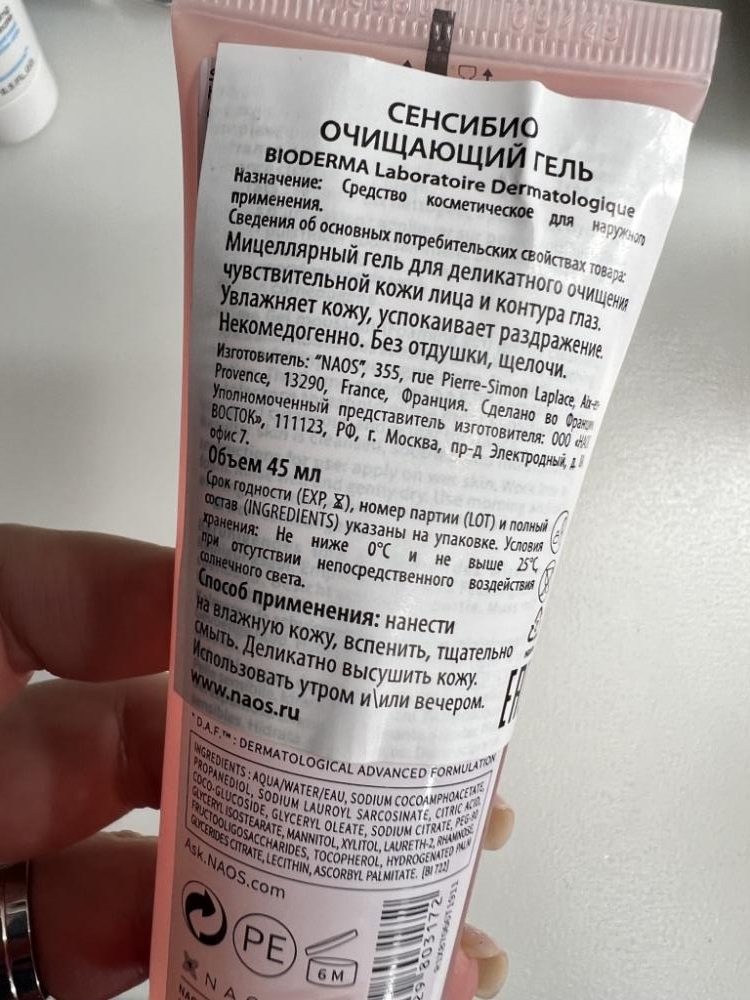 СЕНСИБИО
ОЧИЩАЮЩИЙ ГЕЛЬ
BIODERMA Laboratoire Dermatologique
Назначение: Средство косметическое для наружного
применения.
Сведения об основных потребительских свойствах товара:
Мицеллярный гель для деликатного очищения
чувствительной кожи лица и контура глаз.
Увлажняет кожу, успокаивает раздражение.
Некомедогенно. Без отдушки, щелочи.
Изготовитель: "NAOS", 355, rue Pierre-Simon Laplace,
Provence, 13290, France, Франция. Сделано во
Уполномоченный представитель изготовителя: ООО
ВОСТОК», 111123, РФ, г. Москва, пр-д Электродный, д.
офис 7.
Объем 45 мл
Срок годности (EXP, ⌛), номер партии (LOT) и полный
состав (INGREDIENTS) указаны на упаковке. Условия
хранения: Не ниже 0°С и не выше 25°С,
при отсутствии непосредственного воздействия
солнечного света.
Способ применения: нанести
на влажную кожу, вспенить, тщательно
смыть. Деликатно высушить кожу.
Использовать утром и\или вечером.
www.naos.ru
* D.A.F.™ : DERMATOLOGICAL ADVANCED FORMULATION
INGREDIENTS : AQUA/WATER/EAU, SODIUM COCOAMPHOACETATE,
PROPANEDIOL, SODIUM LAUROYL SARCOSINATE, CITRIC ACID,
COCO-GLUCOSIDE, GLYCERYL OLEATE, SODIUM CITRATE, PEG-90
GLYCERYL ISOSTEARATE, MANNITOL, XYLITOL, LAURETH-2, RHAMNOSE,
FRUCTOOLIGOSACCHARIDES, TOCOPHEROL, HYDROGENATED PALM
GLYCERIDES CITRATE, LECITHIN, ASCORBYL PALMITATE. [BI 722]
Ask.NAOS.com
PE
6 M